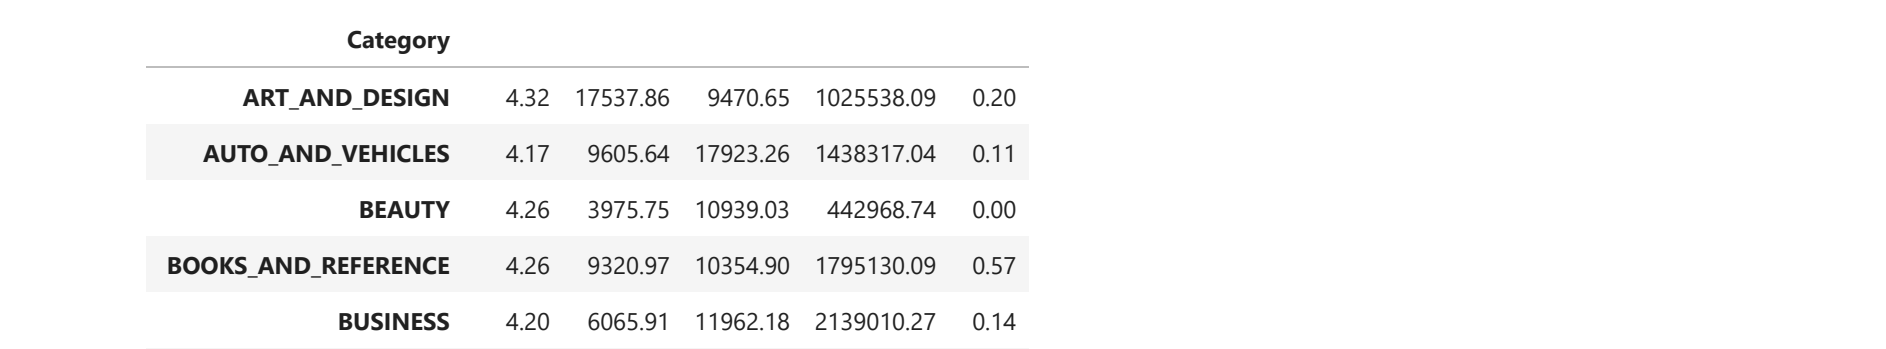 Category
ART_AND_DESIGN 4.32 17537.86 9470.65 1025538.09 0.20
AUTO_AND_VEHICLES 4.17 9605.64 17923.26 1438317.04 0.11
BEAUTY 4.26 3975.75 10939.03 442968.74 0.00
BOOKS_AND_REFERENCE 4.26 9320.97 10354.90 1795130.09 0.57
BUSINESS 4.20 6065.91 11962.18 2139010.27 0.14